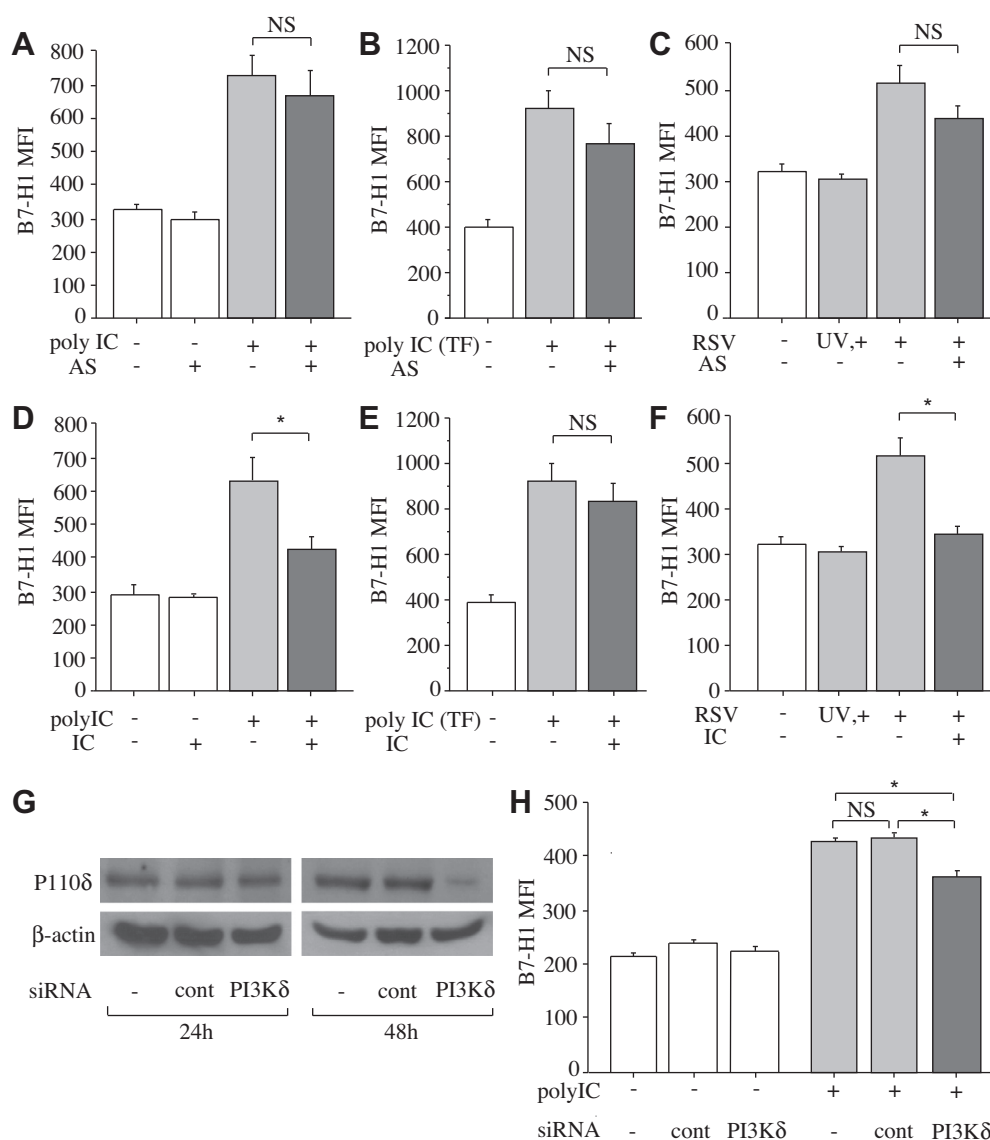 A
B7-H1 MFI
800
700
600
500
400
300
200
100
0
NS
poly IC - - + +
AS - + - +
B
B7-H1 MFI
1200
1000
800
600
400
200
0
NS
poly IC (TF) - + +
AS - - +
C
B7-H1 MFI
600
500
400
300
200
100
0
NS
RSV - UV,+ + +
AS - - - +
D
B7-H1 MFI
800
700
600
500
400
300
200
100
0
*
polyIC - - + +
IC - + - +
E
B7-H1 MFI
1200
1000
800
600
400
200
0
NS
poly IC (TF) - + +
IC - - +
F
B7-H1 MFI
600
500
400
300
200
100
0
*
RSV - UV,+ + +
IC - - - +
G
P110δ
β-actin
siRNA - cont PI3Kδ - cont PI3Kδ
24h 48h
H
B7-H1 MFI
500
400
300
200
100
0
*
NS *
polyIC - - - + + +
siRNA - cont PI3Kδ - cont PI3Kδ